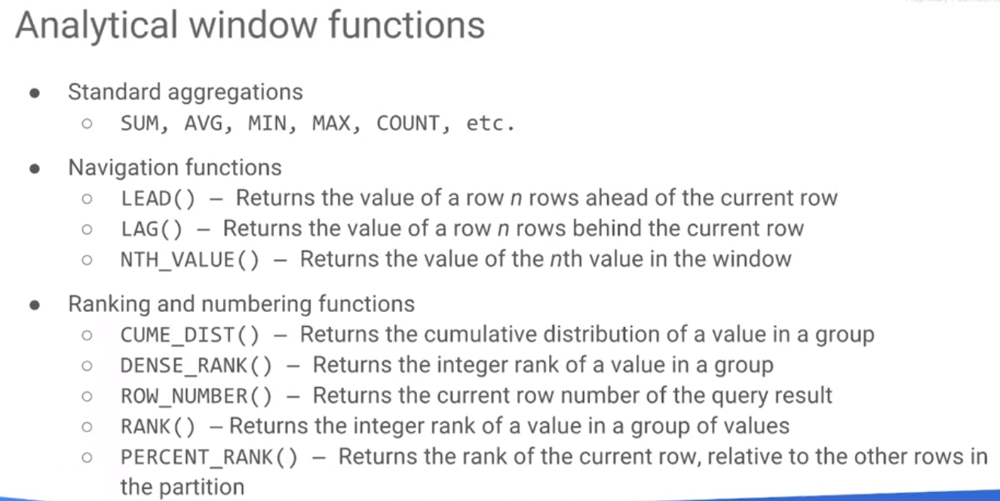 Analytical window functions
● Standard aggregations
○ SUM, AVG, MIN, MAX, COUNT, etc.
● Navigation functions
○ LEAD() – Returns the value of a row n rows ahead of the current row
○ LAG() – Returns the value of a row n rows behind the current row
○ NTH_VALUE() – Returns the value of the nth value in the window
● Ranking and numbering functions
○ CUME_DIST() – Returns the cumulative distribution of a value in a group
○ DENSE_RANK() – Returns the integer rank of a value in a group
○ ROW_NUMBER() – Returns the current row number of the query result
○ RANK() – Returns the integer rank of a value in a group of values
○ PERCENT_RANK() – Returns the rank of the current row, relative to the other rows in
the partition